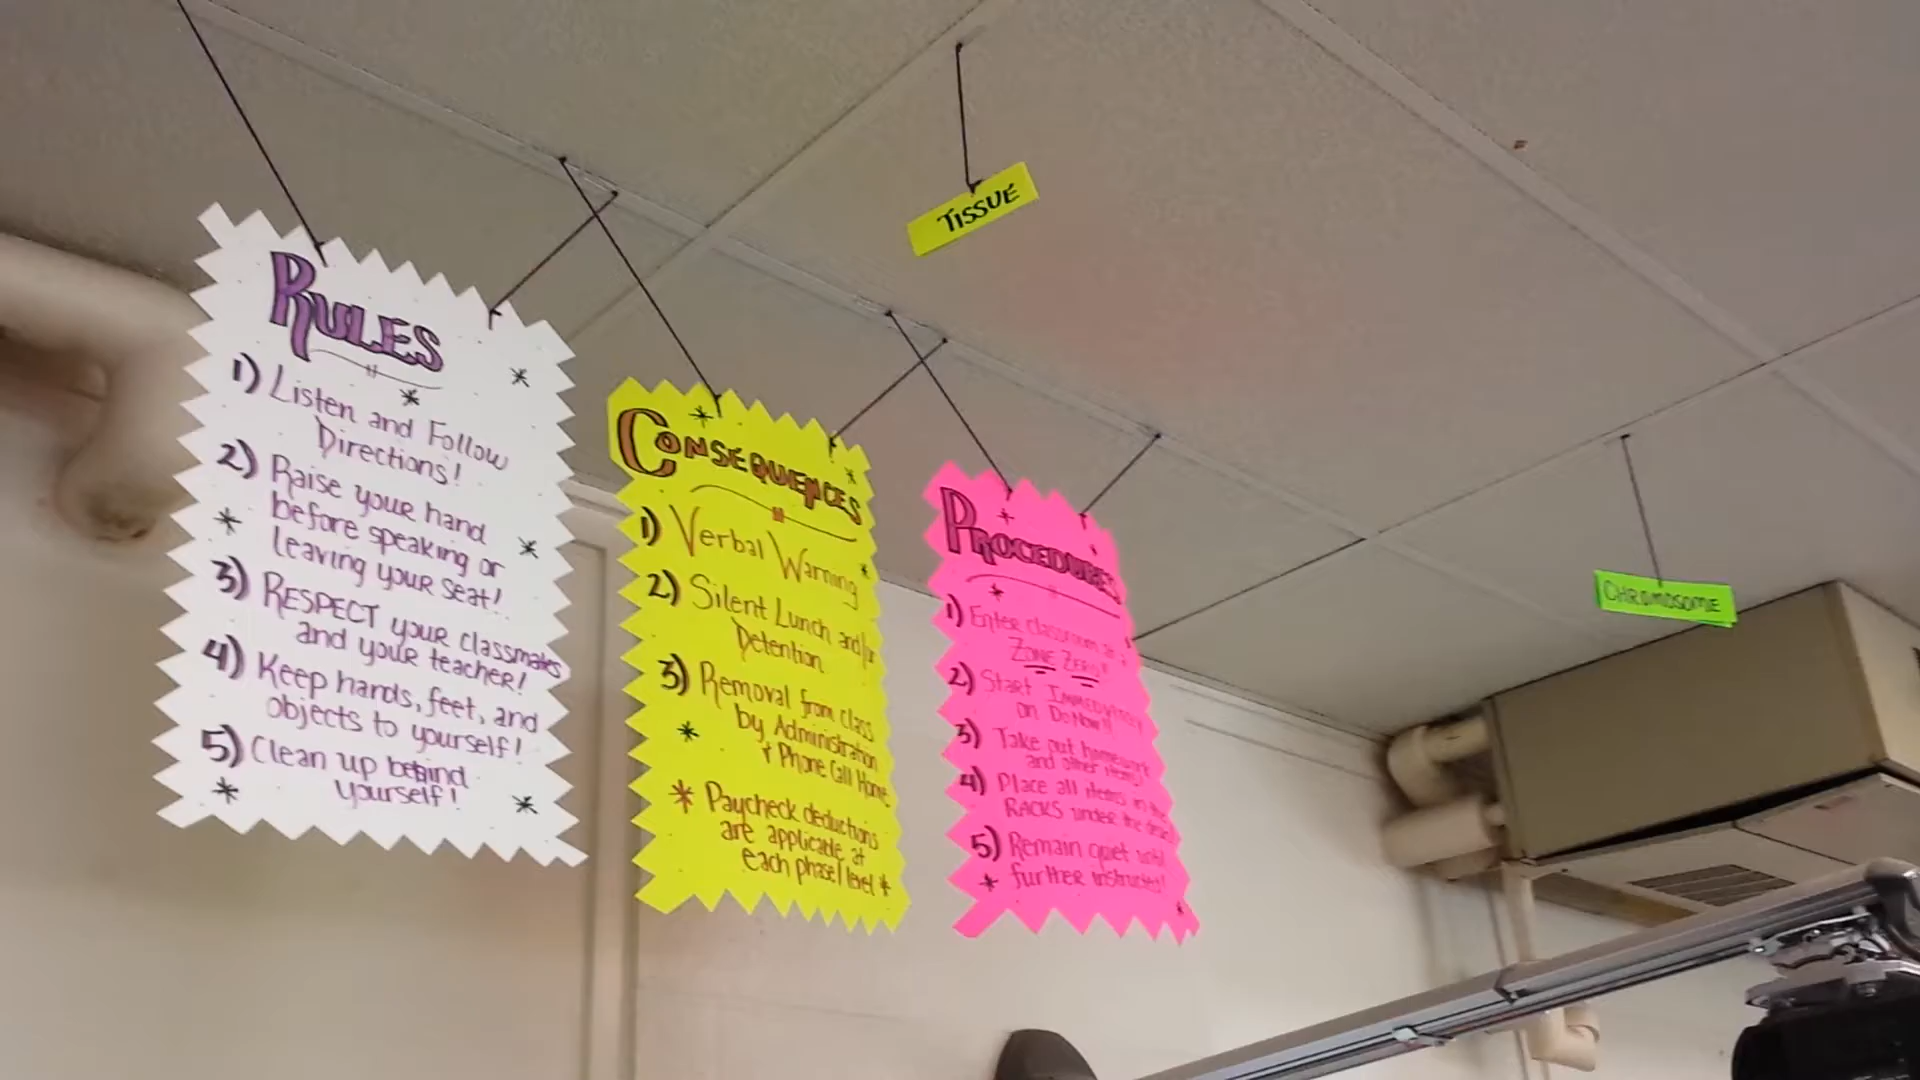 RULES
1) Listen and Follow
Directions!
2) Raise your hand
before speaking or
leaving your seat!
3) RESPECT your classmates
and your teacher!
4) Keep hands, feet, and
objects to yourself!
5) Clean up behind
yourself!
CONSEQUENCES
1) Verbal Warning
2) Silent Lunch and/or
Detention
3) Removal from class
by Administration
+ Phone Call Home
* Paycheck deductions
are applicable at
each phase/level *
PROCEDURES
1) Enter classroom at a
ZONE ZERO!!
2) Start IMMEDIATELY
on Do Now!!
3) Take out homework
and other items!
4) Place all items in the
RACKS under the desk!
5) Remain quiet until
further instructed!
TISSUE
CHROMOSOME